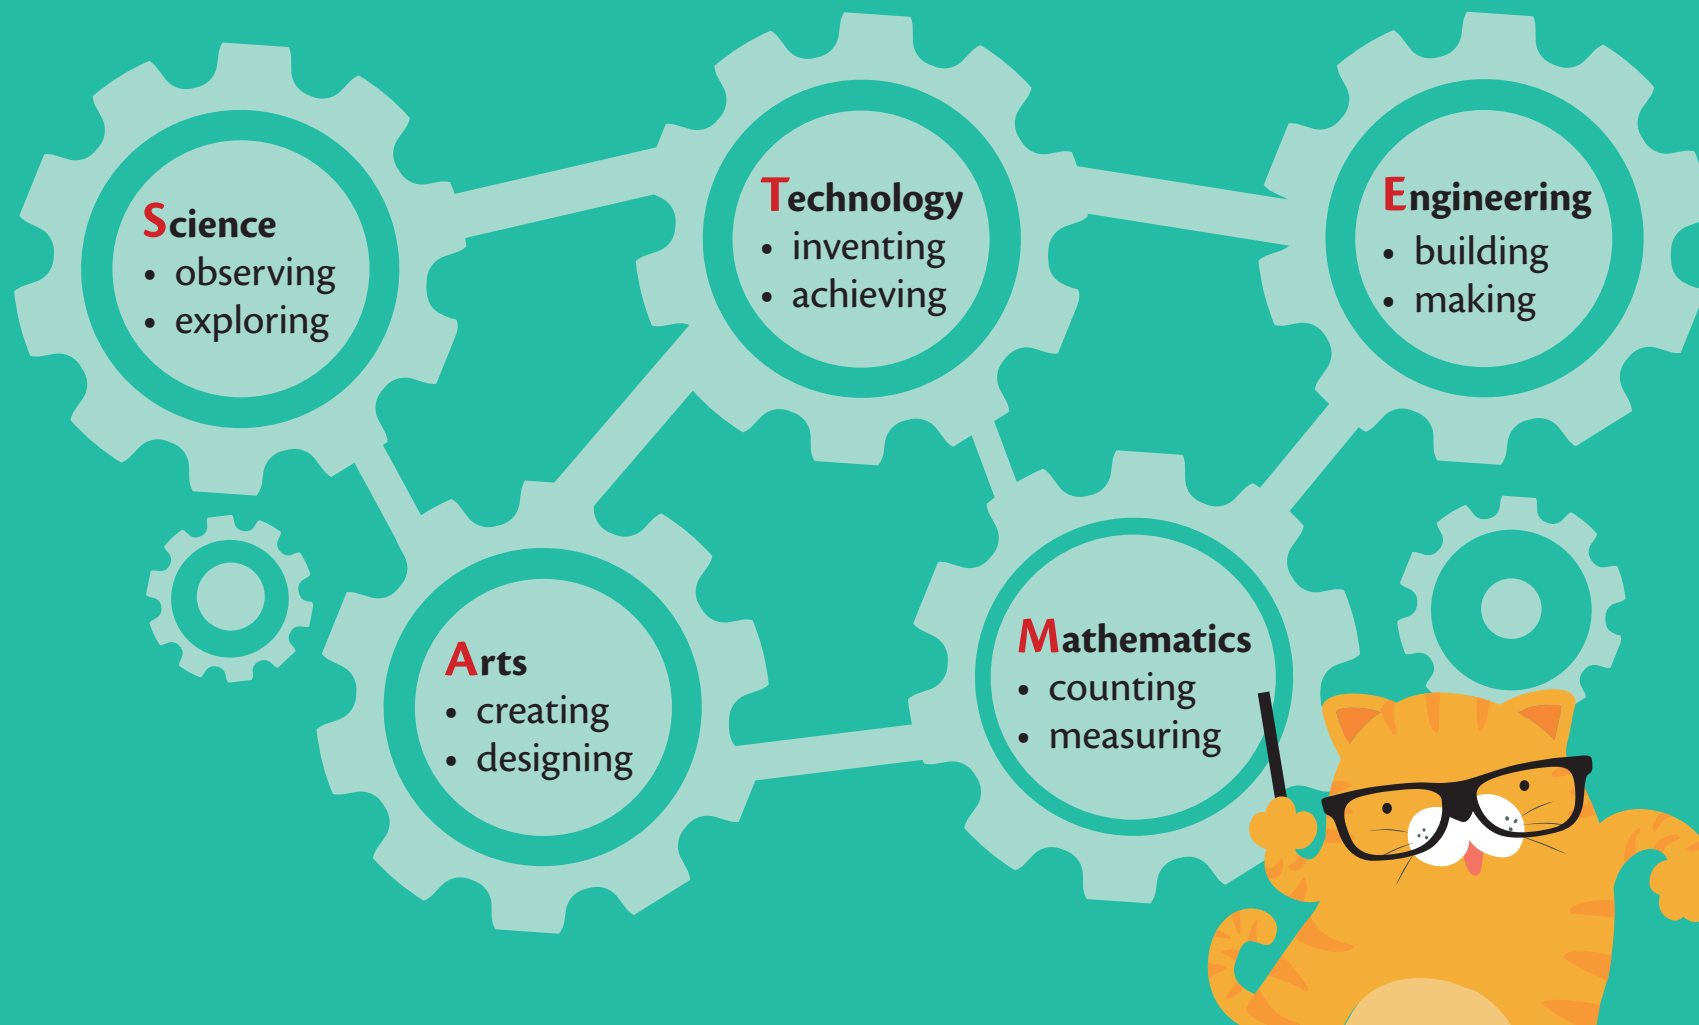 Science
• observing
• exploring
Technology
• inventing
• achieving
Engineering
• building
• making
Arts
• creating
• designing
Mathematics
• counting
• measuring